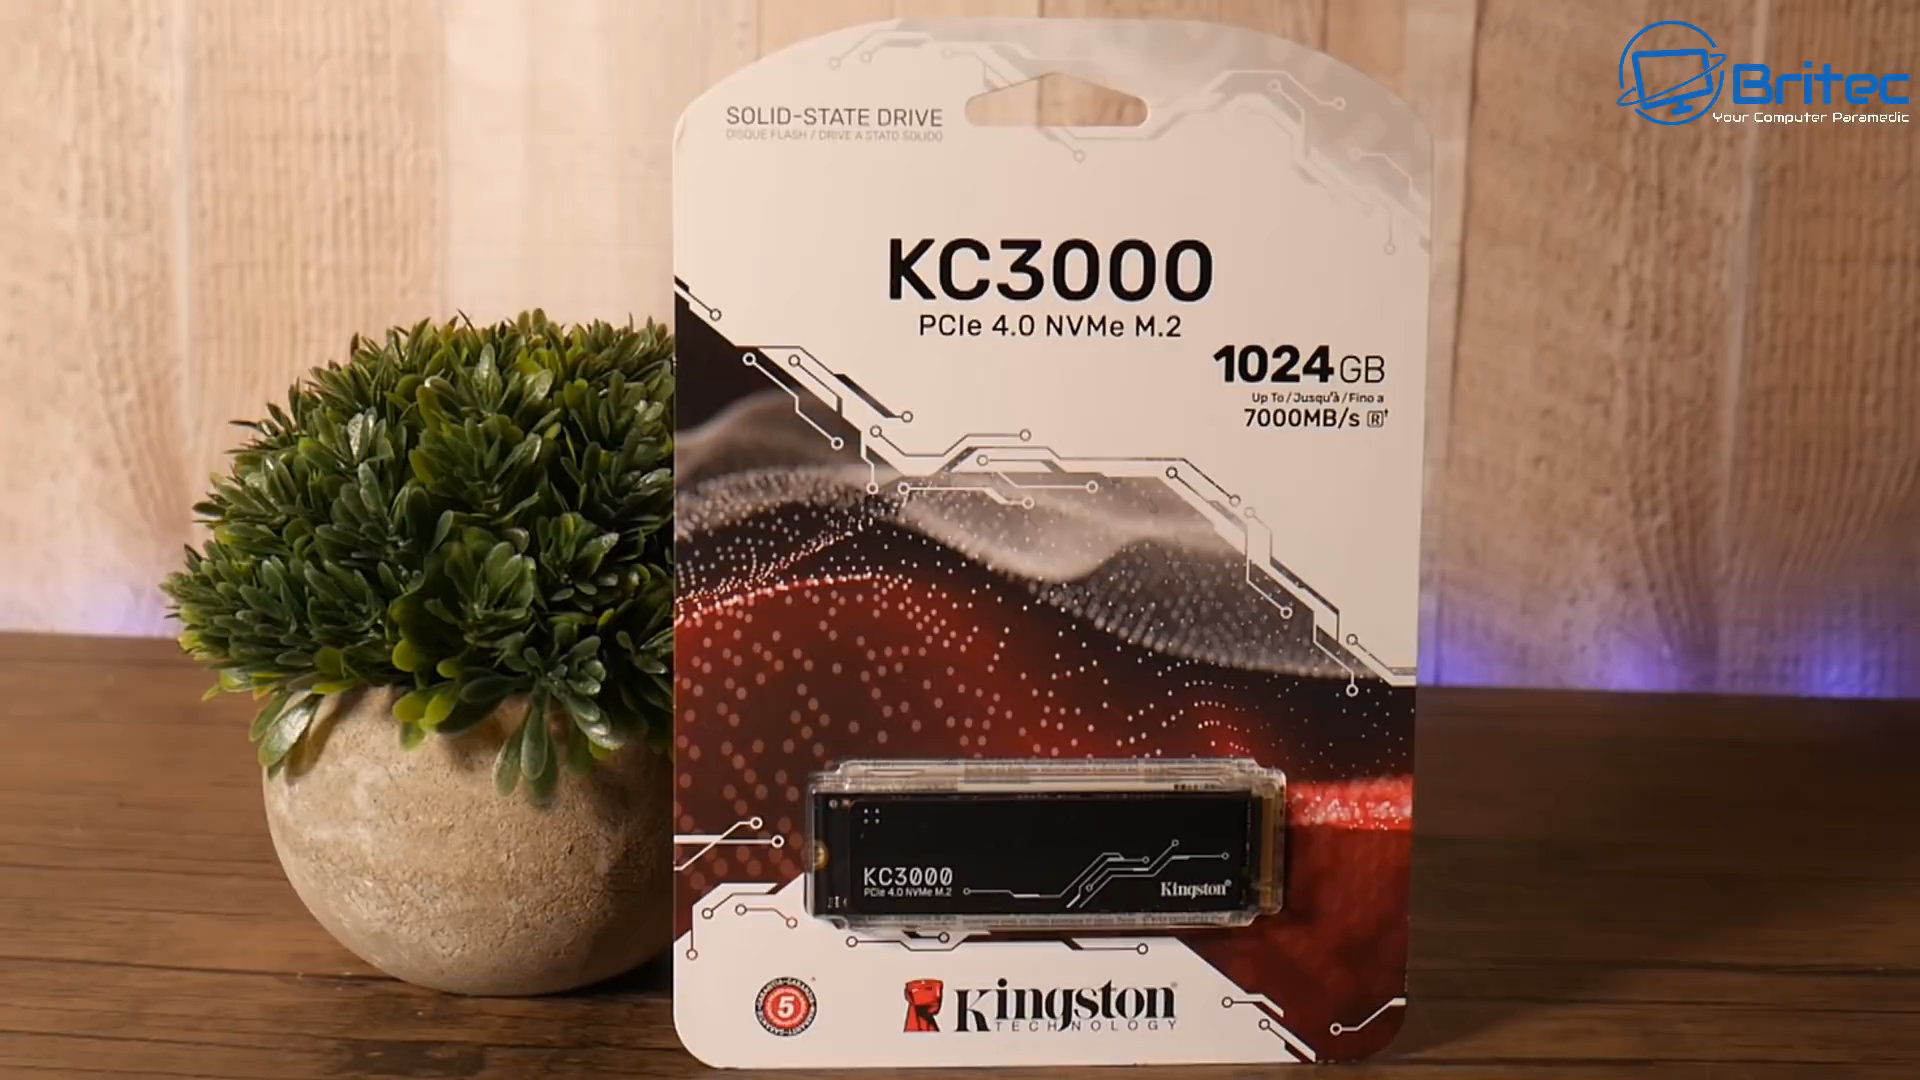 Britec
Your Computer Paramedic
SOLID-STATE DRIVE
DISQUE FLASH / DRIVE A STATO SOLIDO
KC3000
PCIe 4.0 NVMe M.2
1024GB
Up To / Jusqu'à / Fino a
7000MB/s R†
KC3000
PCIe 4.0 NVMe M.2
Kingston®
5
Kingston
TECHNOLOGY